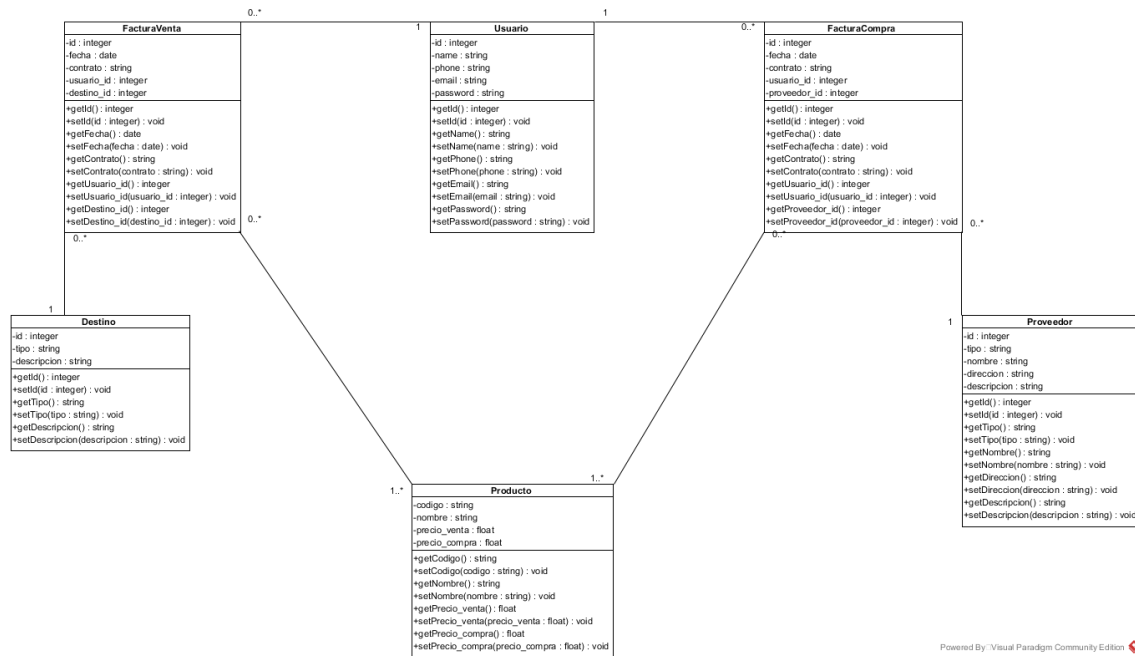 0..*
1
1
0..*
FacturaVenta
-id : integer
-fecha : date
-contrato : string
-usuario_id : integer
-destino_id : integer
+getId() : integer
+setId(id : integer) : void
+getFecha() : date
+setFecha(fecha : date) : void
+getContrato() : string
+setContrato(contrato : string) : void
+getUsuario_id() : integer
+setUsuario_id(usuario_id : integer) : void
+getDestino_id() : integer
+setDestino_id(destino_id : integer) : void
0..*
0..*
Usuario
-id : integer
-name : string
-phone : string
-email : string
-password : string
+getId() : integer
+setId(id : integer) : void
+getName() : string
+setName(name : string) : void
+getPhone() : string
+setPhone(phone : string) : void
+getEmail() : string
+setEmail(email : string) : void
+getPassword() : string
+setPassword(password : string) : void
FacturaCompra
-id : integer
-fecha : date
-contrato : string
-usuario_id : integer
-proveedor_id : integer
+getId() : integer
+setId(id : integer) : void
+getFecha() : date
+setFecha(fecha : date) : void
+getContrato() : string
+setContrato(contrato : string) : void
+getUsuario_id() : integer
+setUsuario_id(usuario_id : integer) : void
+getProveedor_id() : integer
+setProveedor_id(proveedor_id : integer) : void
0..*
0..*
1
Destino
-id : integer
-tipo : string
-descripcion : string
+getId() : integer
+setId(id : integer) : void
+getTipo() : string
+setTipo(tipo : string) : void
+getDescripcion() : string
+setDescripcion(descripcion : string) : void
1
Proveedor
-id : integer
-tipo : string
-nombre : string
-direccion : string
-descripcion : string
+getId() : integer
+setId(id : integer) : void
+getTipo() : string
+setTipo(tipo : string) : void
+getNombre() : string
+setNombre(nombre : string) : void
+getDireccion() : string
+setDireccion(direccion : string) : void
+getDescripcion() : string
+setDescripcion(descripcion : string) : void
1..*
1..*
Producto
-codigo : string
-nombre : string
-precio_venta : float
-precio_compra : float
+getCodigo() : string
+setCodigo(codigo : string) : void
+getNombre() : string
+setNombre(nombre : string) : void
+getPrecio_venta() : float
+setPrecio_venta(precio_venta : float) : void
+getPrecio_compra() : float
+setPrecio_compra(precio_compra : float) : void
Powered By Visual Paradigm Community Edition